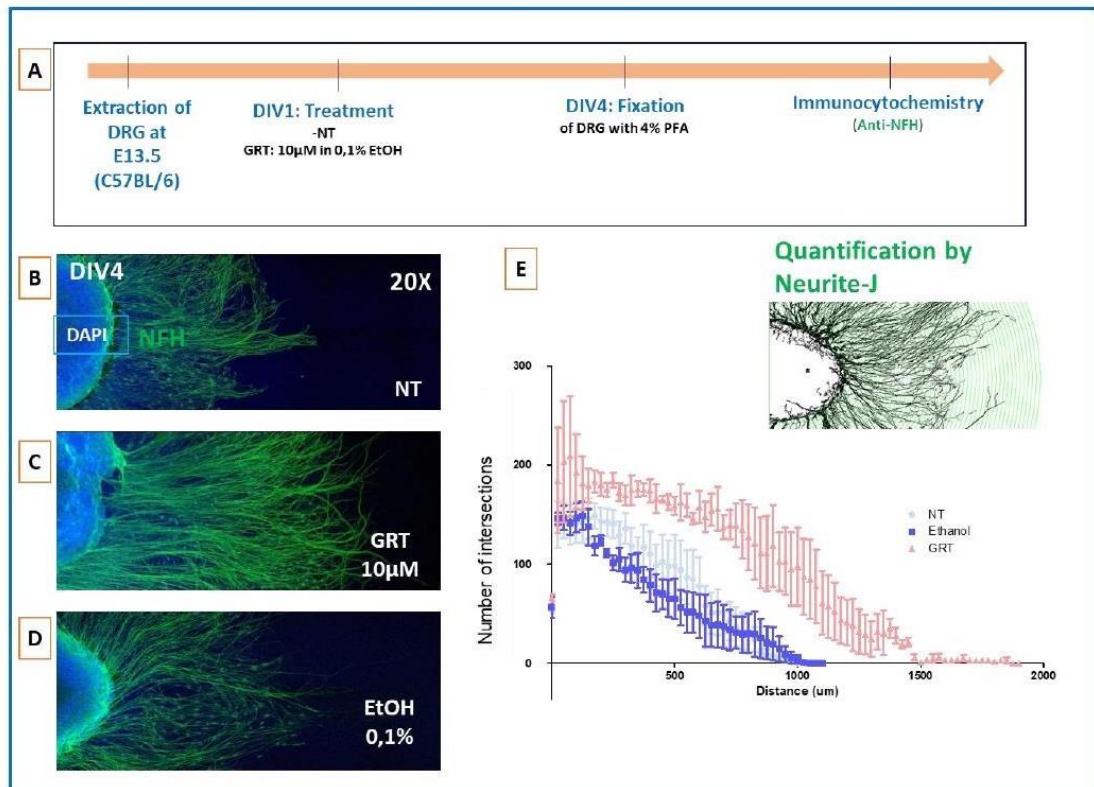 A
Extraction of
DRG at
E13.5
(C57BL/6)
DIV1: Treatment
-NT
GRT: 10µM in 0,1% EtOH
DIV4: Fixation
of DRG with 4% PFA
Immunocytochemistry
(Anti-NFH)
B
DIV4
20X
DAPI
NFH
NT
C
GRT
10µM
D
EtOH
0,1%
E
Quantification by
Neurite-J
Number of intersections
300
200
100
0
500
1000
1500
2000
Distance (um)
NT
Ethanol
GRT